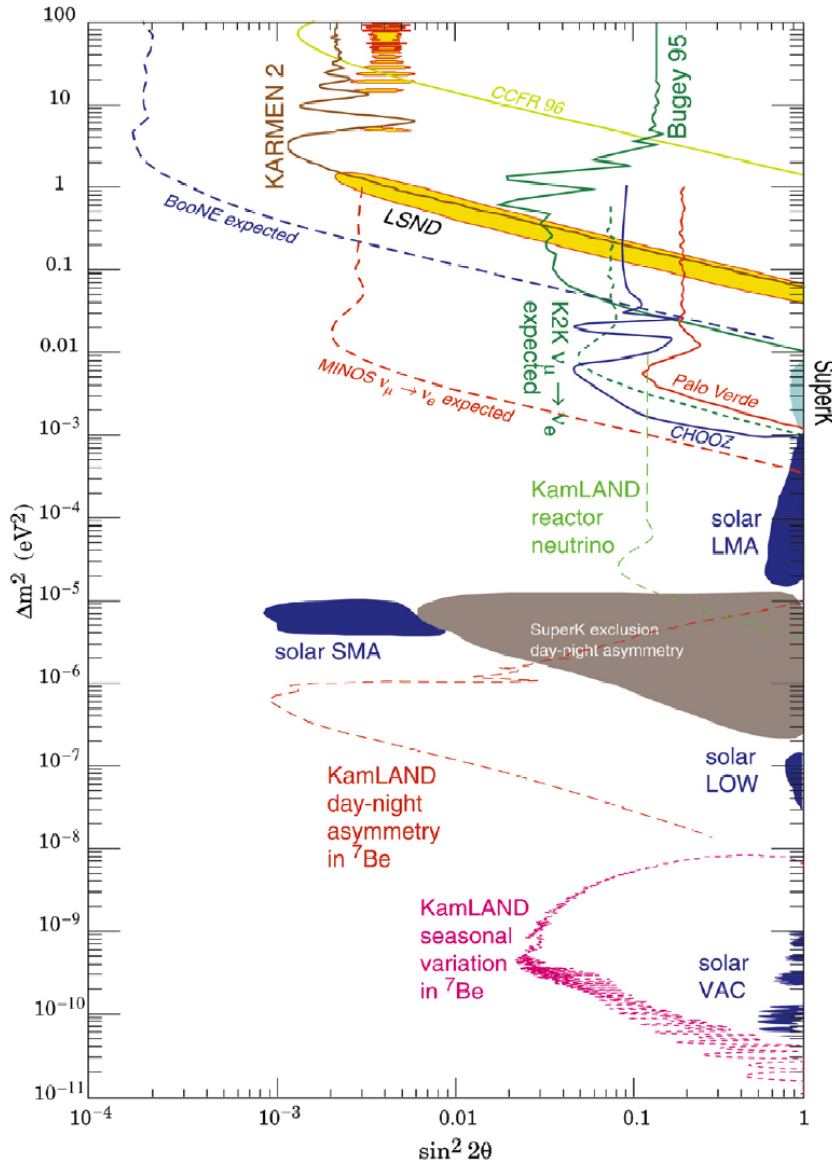 100
10
1
0.1
0.01
10⁻³
10⁻⁴
10⁻⁵
10⁻⁶
10⁻⁷
10⁻⁸
10⁻⁹
10⁻¹⁰
10⁻¹¹
Δm² (eV²)
KARMEN 2
CCFR 96
Bugey 95
BooNE expected
LSND
K2K νμ → νe
expected
MINOS νμ → νe expected
Palo Verde
CHOOZ
SuperK
KamLAND
reactor
neutrino
solar
LMA
solar SMA
SuperK exclusion
day-night asymmetry
KamLAND
day-night
asymmetry
in ⁷Be
solar
LOW
KamLAND
seasonal
variation
in ⁷Be
solar
VAC
10⁻⁴
10⁻³
0.01
0.1
1
sin² 2θ